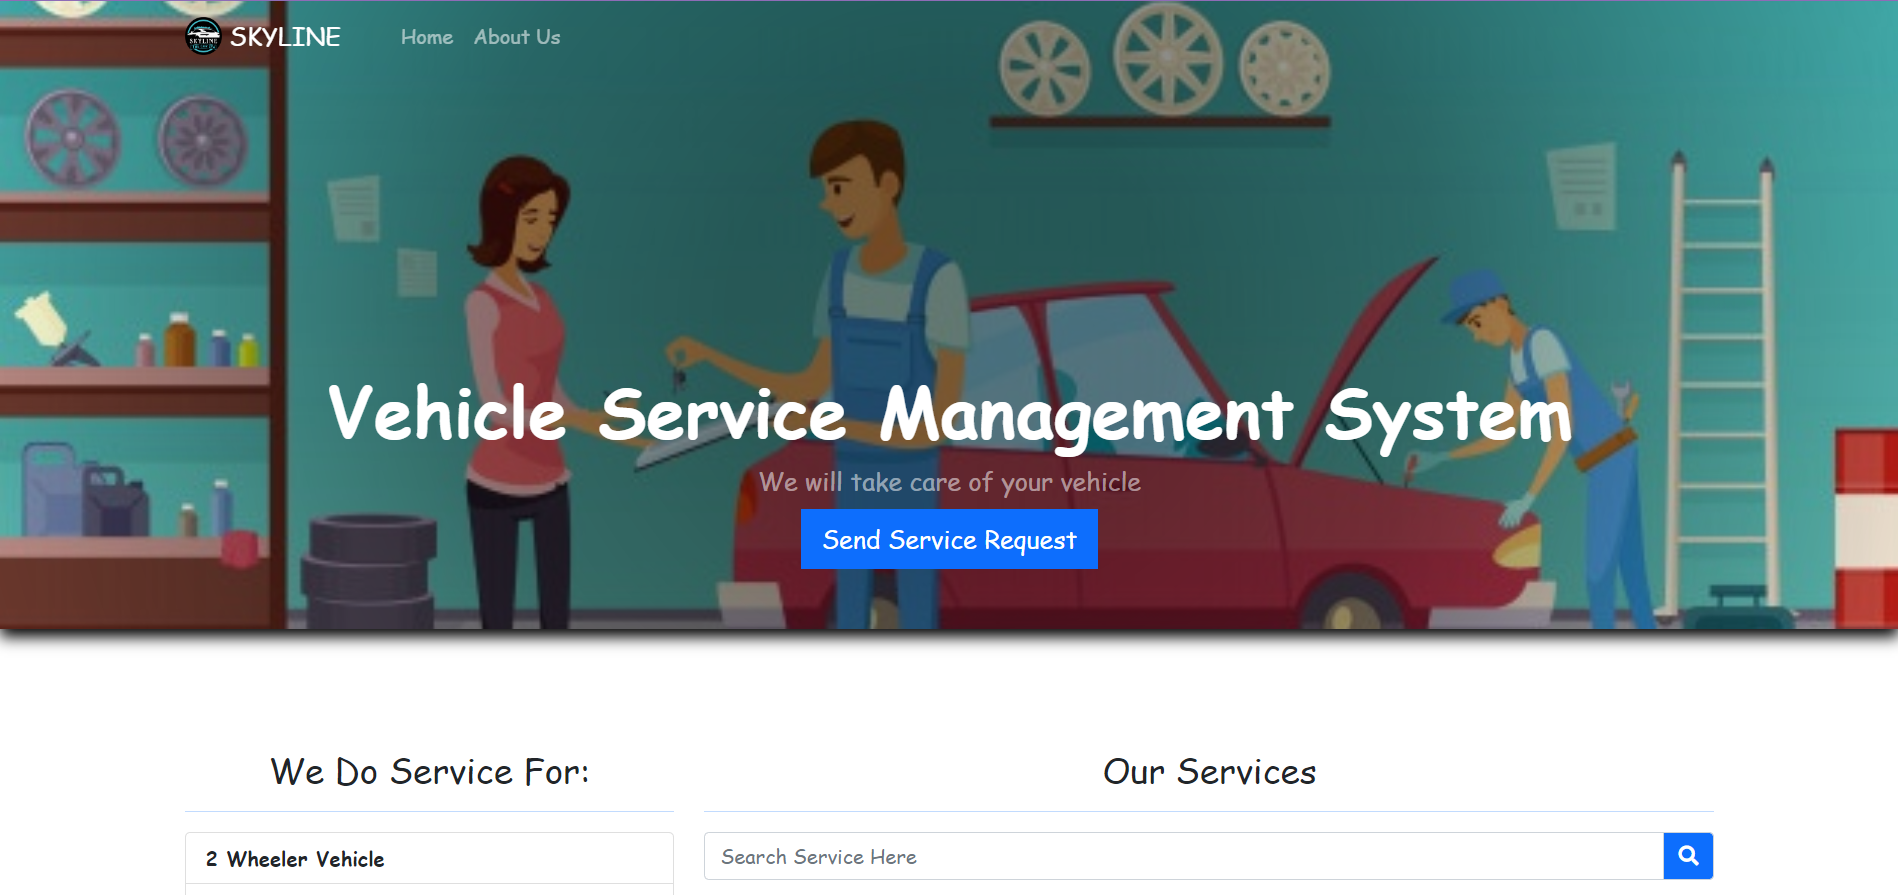 SKYLINE
SKYLINE Home About Us
Vehicle Service Management System
We will take care of your vehicle
Send Service Request
We Do Service For:
Our Services
2 Wheeler Vehicle
Search Service Here